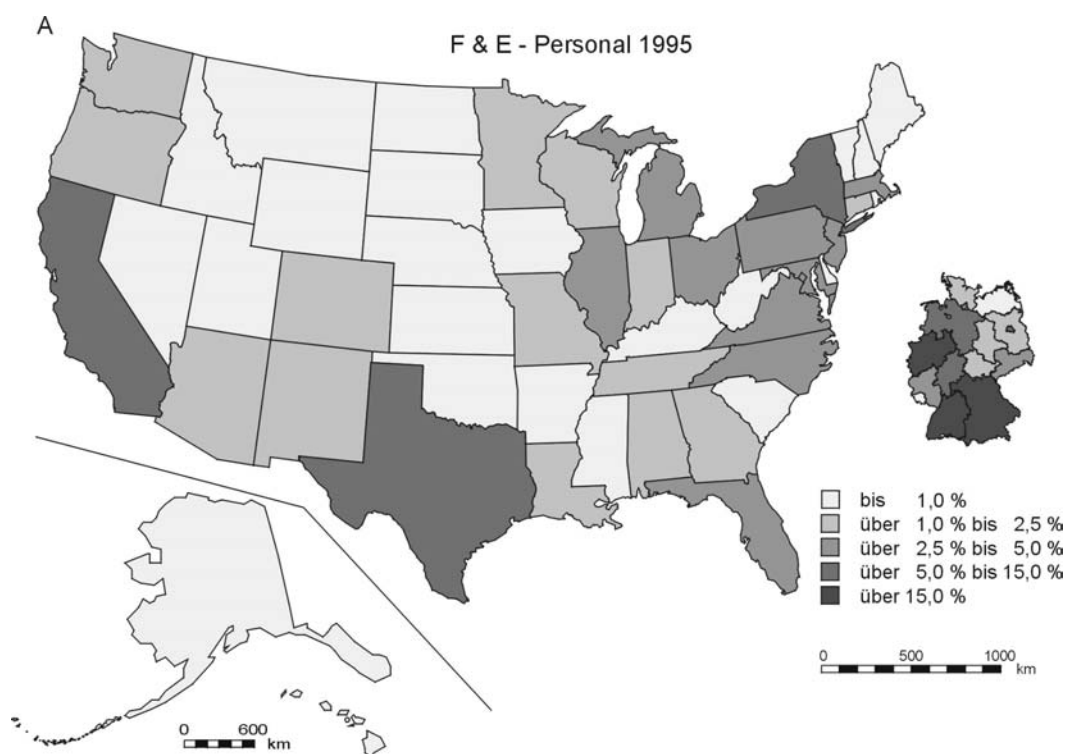 A
F & E - Personal 1995
bis 1,0 %
über 1,0 % bis 2,5 %
über 2,5 % bis 5,0 %
über 5,0 % bis 15,0 %
über 15,0 %
0 500 1000
km
0 600
km